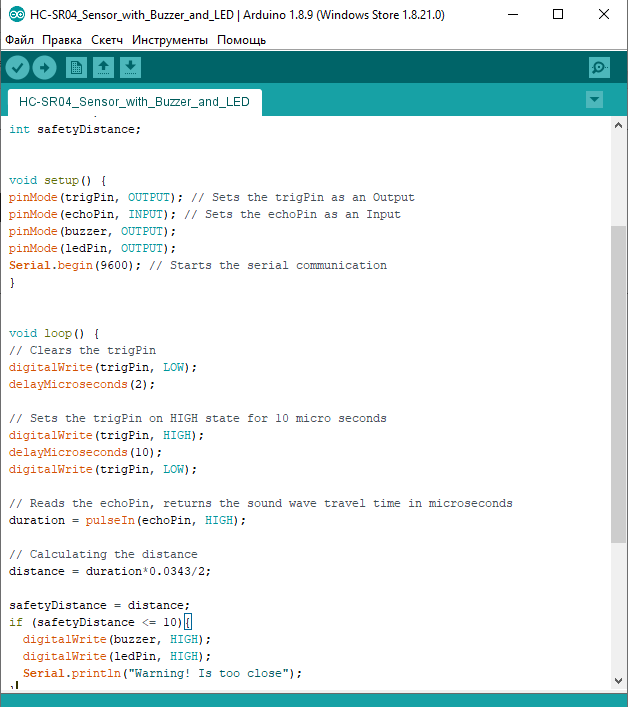 HC-SR04_Sensor_with_Buzzer_and_LED | Arduino 1.8.9 (Windows Store 1.8.21.0)
Файл Правка Скетч Инструменты Помощь
HC-SR04_Sensor_with_Buzzer_and_LED
int safetyDistance;
void setup() {
pinMode(trigPin, OUTPUT); // Sets the trigPin as an Output
pinMode(echoPin, INPUT); // Sets the echoPin as an Input
pinMode(buzzer, OUTPUT);
pinMode(ledPin, OUTPUT);
Serial.begin(9600); // Starts the serial communication
}
void loop() {
// Clears the trigPin
digitalWrite(trigPin, LOW);
delayMicroseconds(2);
// Sets the trigPin on HIGH state for 10 micro seconds
digitalWrite(trigPin, HIGH);
delayMicroseconds(10);
digitalWrite(trigPin, LOW);
// Reads the echoPin, returns the sound wave travel time in microseconds
duration = pulseIn(echoPin, HIGH);
// Calculating the distance
distance = duration*0.0343/2;
safetyDistance = distance;
if (safetyDistance <= 10){
digitalWrite(buzzer, HIGH);
digitalWrite(ledPin, HIGH);
Serial.println("Warning! Is too close");